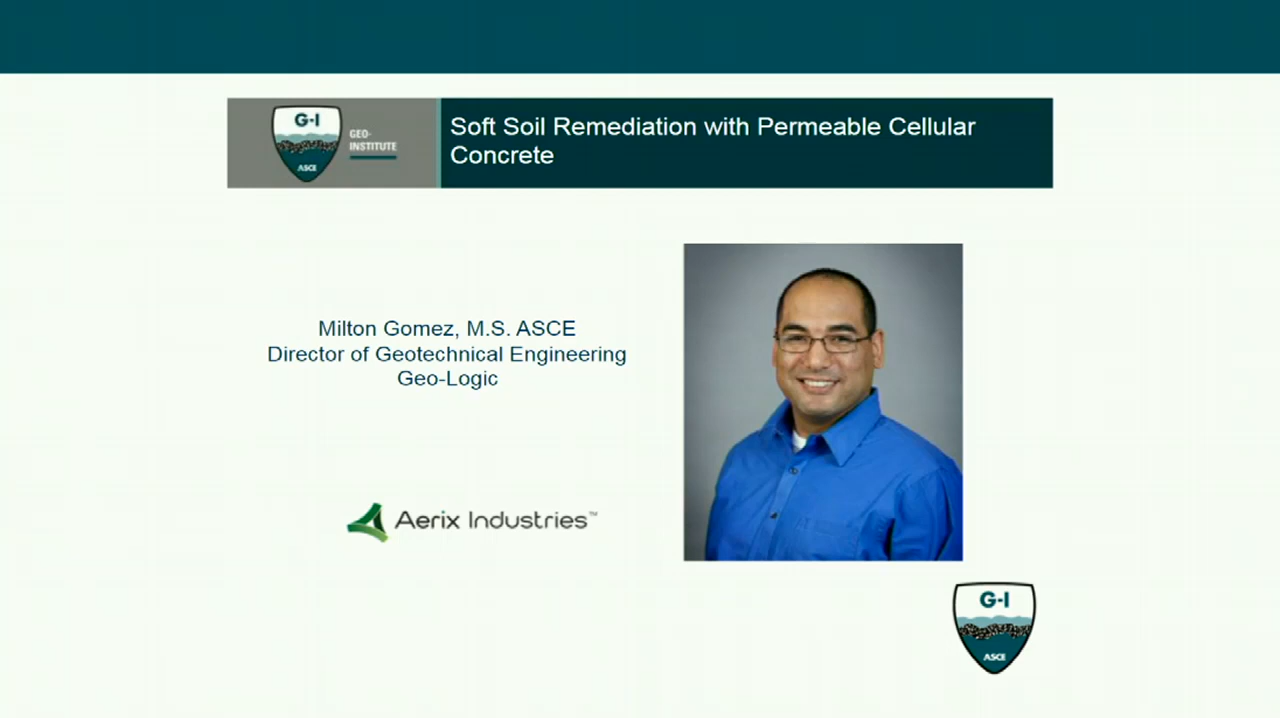 G-I
GEO-
INSTITUTE
ASCE
Soft Soil Remediation with Permeable Cellular
Concrete
Milton Gomez, M.S. ASCE
Director of Geotechnical Engineering
Geo-Logic
Aerix Industries™
G-I
ASCE